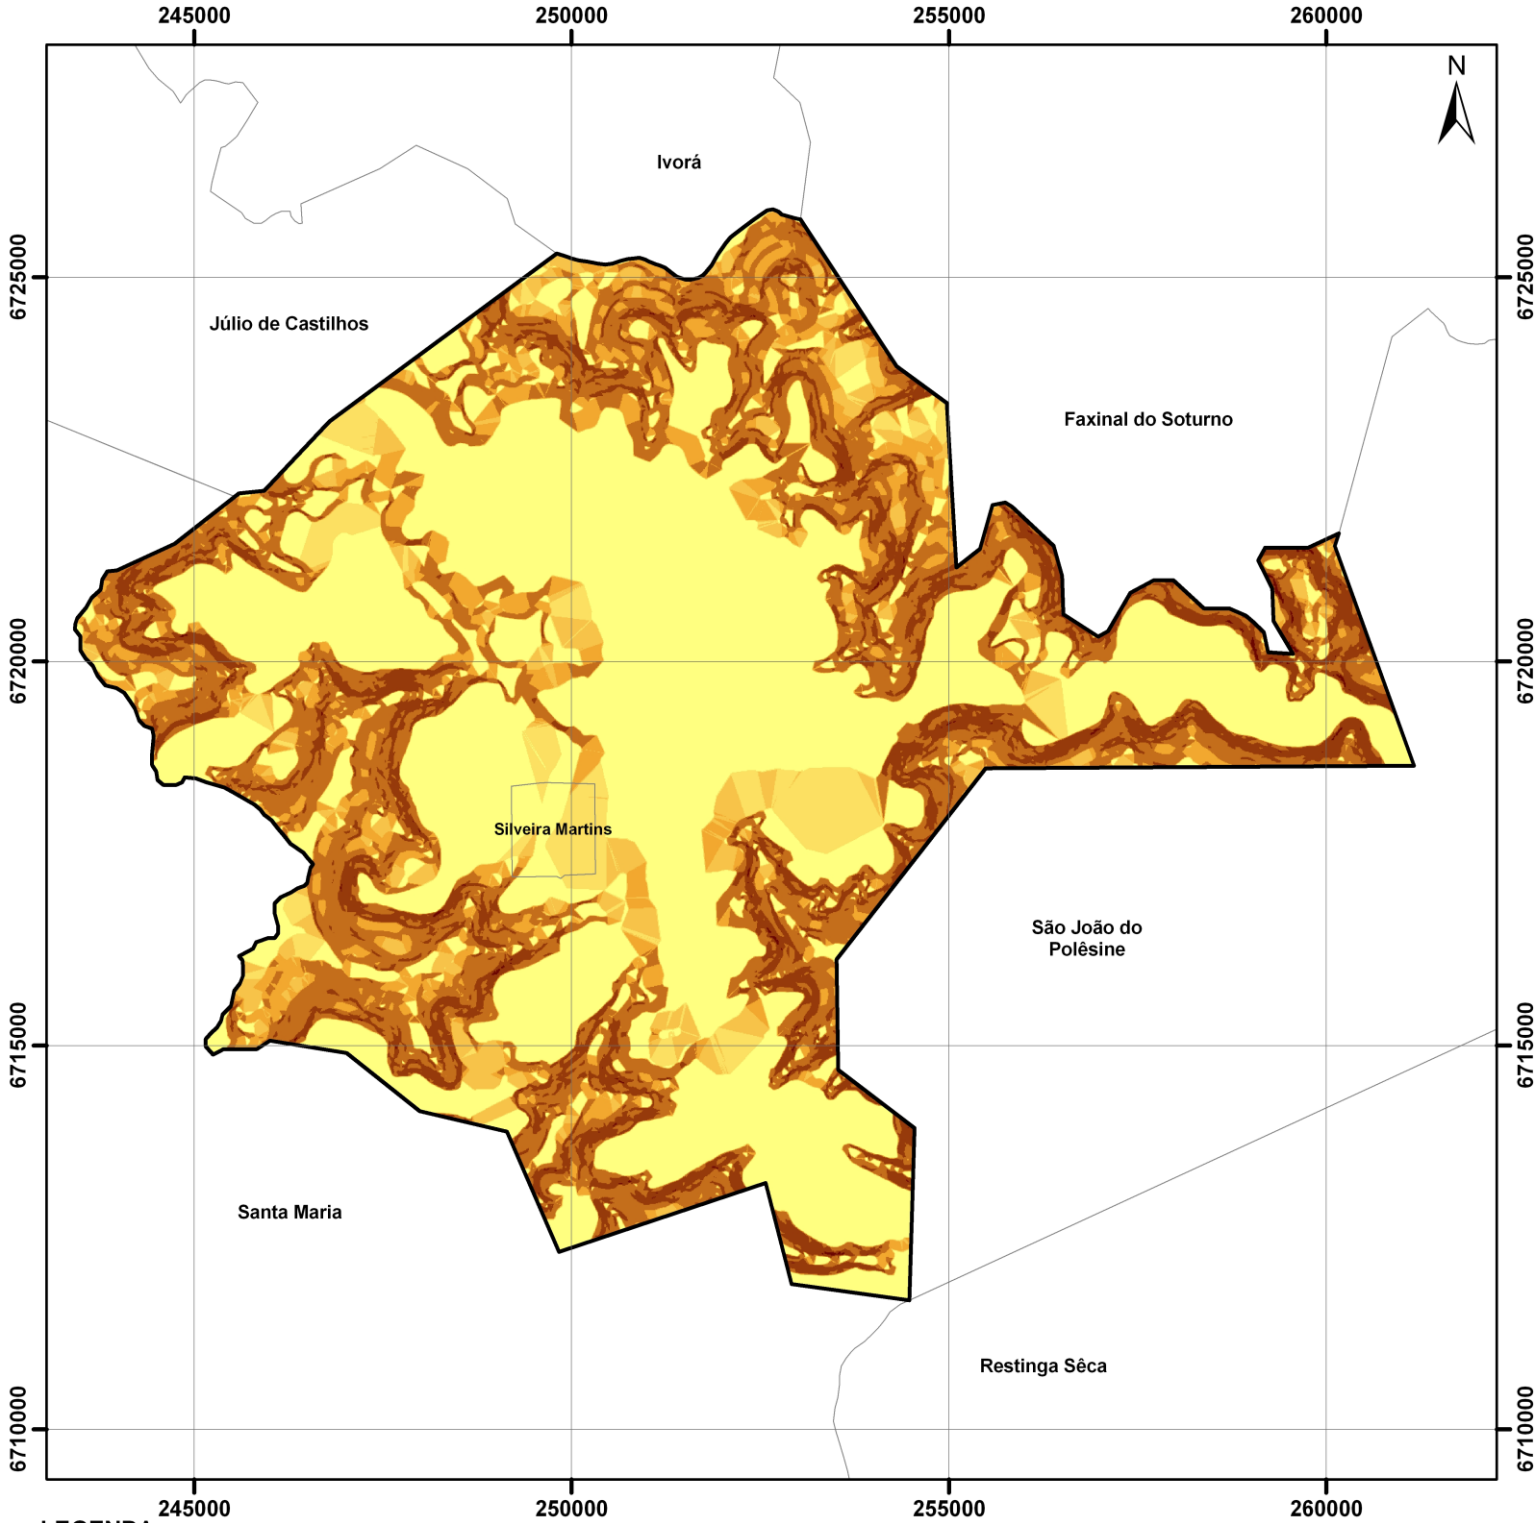 245000
250000
255000
260000
N
Ivorá
6725000
6725000
Júlio de Castilhos
Faxinal do Soturno
6720000
6720000
Silveira Martins
São João do
Polêsine
6715000
6715000
Santa Maria
Restinga Sêca
6710000
6710000
245000
250000
255000
260000
LEGENDA